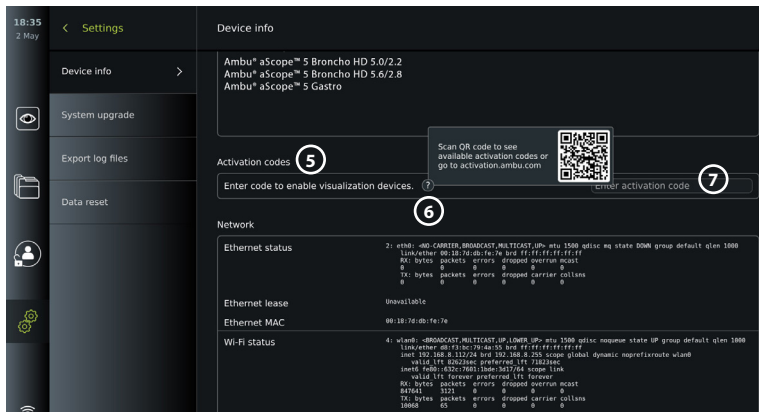 18:35
2 May
Settings
Device info
Device info
System upgrade
Export log files
Data reset
Ambu® aScope™ 5 Broncho HD 5.0/2.2
Ambu® aScope™ 5 Broncho HD 5.6/2.8
Ambu® aScope™ 5 Gastro
Activation codes
5
Scan QR code to see
available activation codes or
go to activation.ambu.com
Enter code to enable visualization devices.
?
6
Enter activation code
7
Network
Ethernet status
2: eth0: <NO-CARRIER,BROADCAST,MULTICAST,UP> mtu 1500 qdisc mq state DOWN group default qlen 1000
link/ether 00:18:7d:db:fe:7e brd ff:ff:ff:ff:ff:ff
RX: bytes packets errors dropped overrun mcast
0 0 0 0 0 0
TX: bytes packets errors dropped carrier collsns
0 0 0 0 0 0
Ethernet lease
Unavailable
Ethernet MAC
00:18:7d:db:fe:7e
Wi-Fi status
4: wlan0: <BROADCAST,MULTICAST,UP,LOWER_UP> mtu 1500 qdisc noqueue state UP group default qlen 1000
link/ether d8:f3:bc:79:4a:55 brd ff:ff:ff:ff:ff:ff
inet 192.168.8.112/24 brd 192.168.8.255 scope global dynamic noprefixroute wlan0
valid_lft 82623sec preferred_lft 71823sec
inet6 fe80::632c:7601:1bde:3d17/64 scope link
valid_lft forever preferred_lft forever
RX: bytes packets errors dropped overrun mcast
847641 3121 0 0 0 0
TX: bytes packets errors dropped carrier collsns
10068 65 0 0 0 0